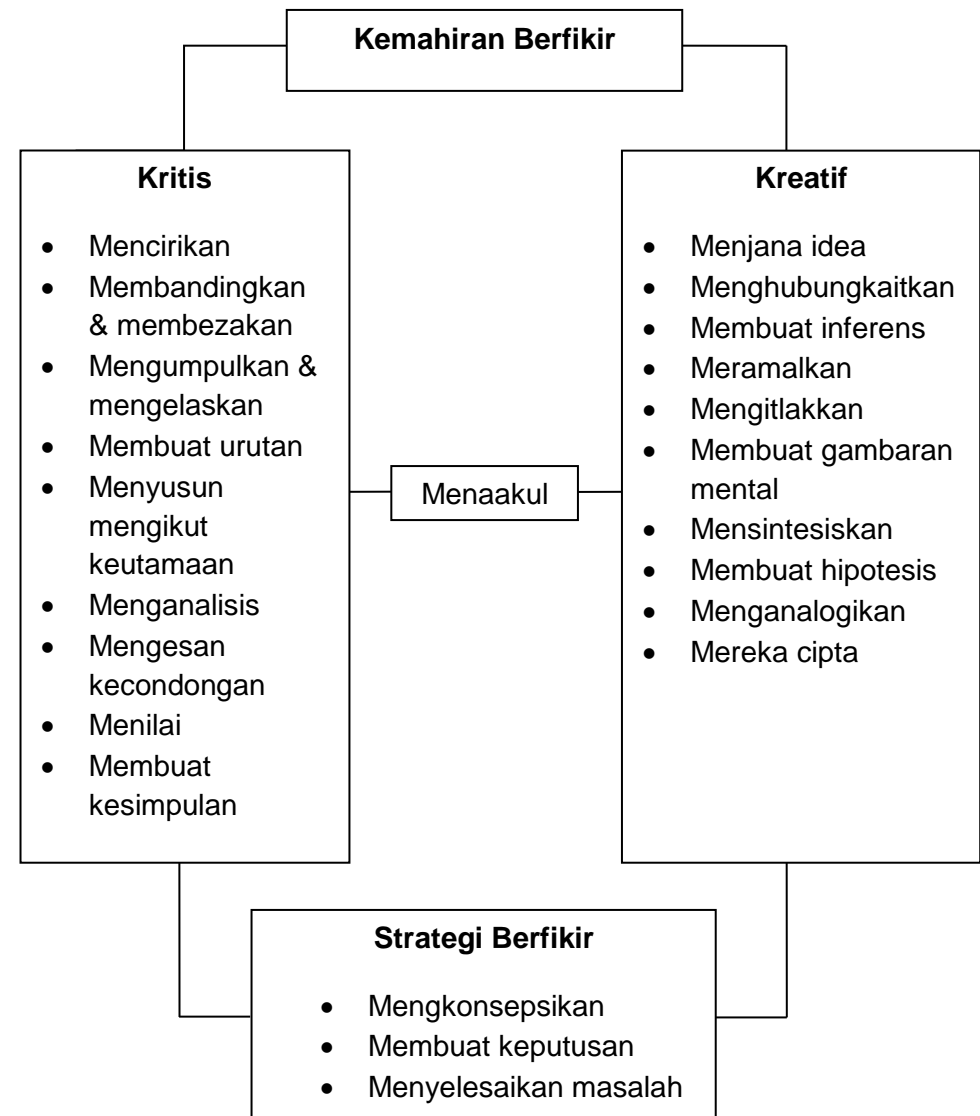 Kemahiran Berfikir
Kritis
• Mencirikan
• Membandingkan
& membezakan
• Mengumpulkan &
mengelaskan
• Membuat urutan
• Menyusun
mengikut
keutamaan
• Menganalisis
• Mengesan
kecondongan
• Menilai
• Membuat
kesimpulan
Menaakul
Kreatif
• Menjana idea
• Menghubungkaitkan
• Membuat inferens
• Meramalkan
• Mengitlakkan
• Membuat gambaran
mental
• Mensintesiskan
• Membuat hipotesis
• Menganalogikan
• Mereka cipta
Strategi Berfikir
• Mengkonsepsikan
• Membuat keputusan
• Menyelesaikan masalah